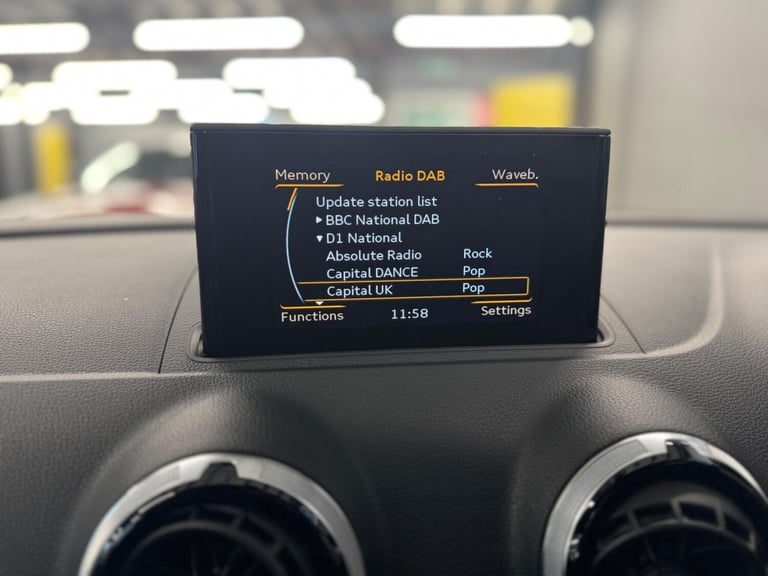 Memory Radio DAB Waveb.
Update station list
BBC National DAB
D1 National
Absolute Radio Rock
Capital DANCE Pop
Capital UK Pop
Functions 11:58 Settings